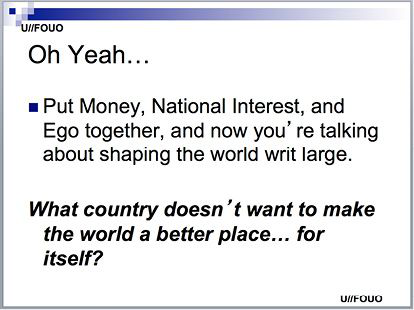 U//FOUO
Oh Yeah…
Put Money, National Interest, and
Ego together, and now you’re talking
about shaping the world writ large.
What country doesn’t want to make
the world a better place… for
itself?
U//FOUO